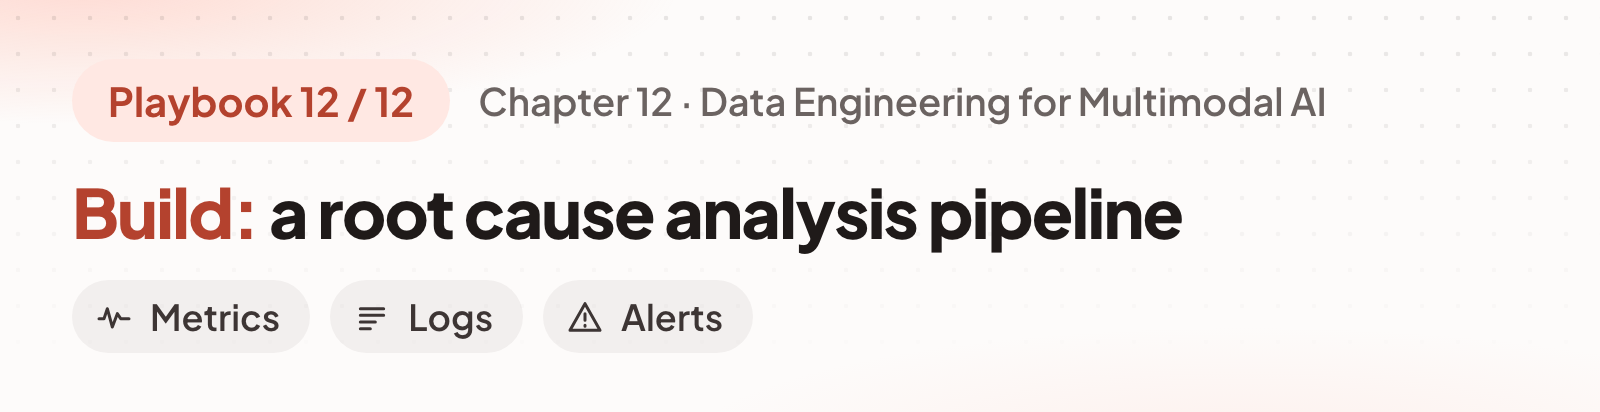 Playbook 12 / 12 Chapter 12 · Data Engineering for Multimodal AI
Build: a root cause analysis pipeline
Metrics Logs Alerts